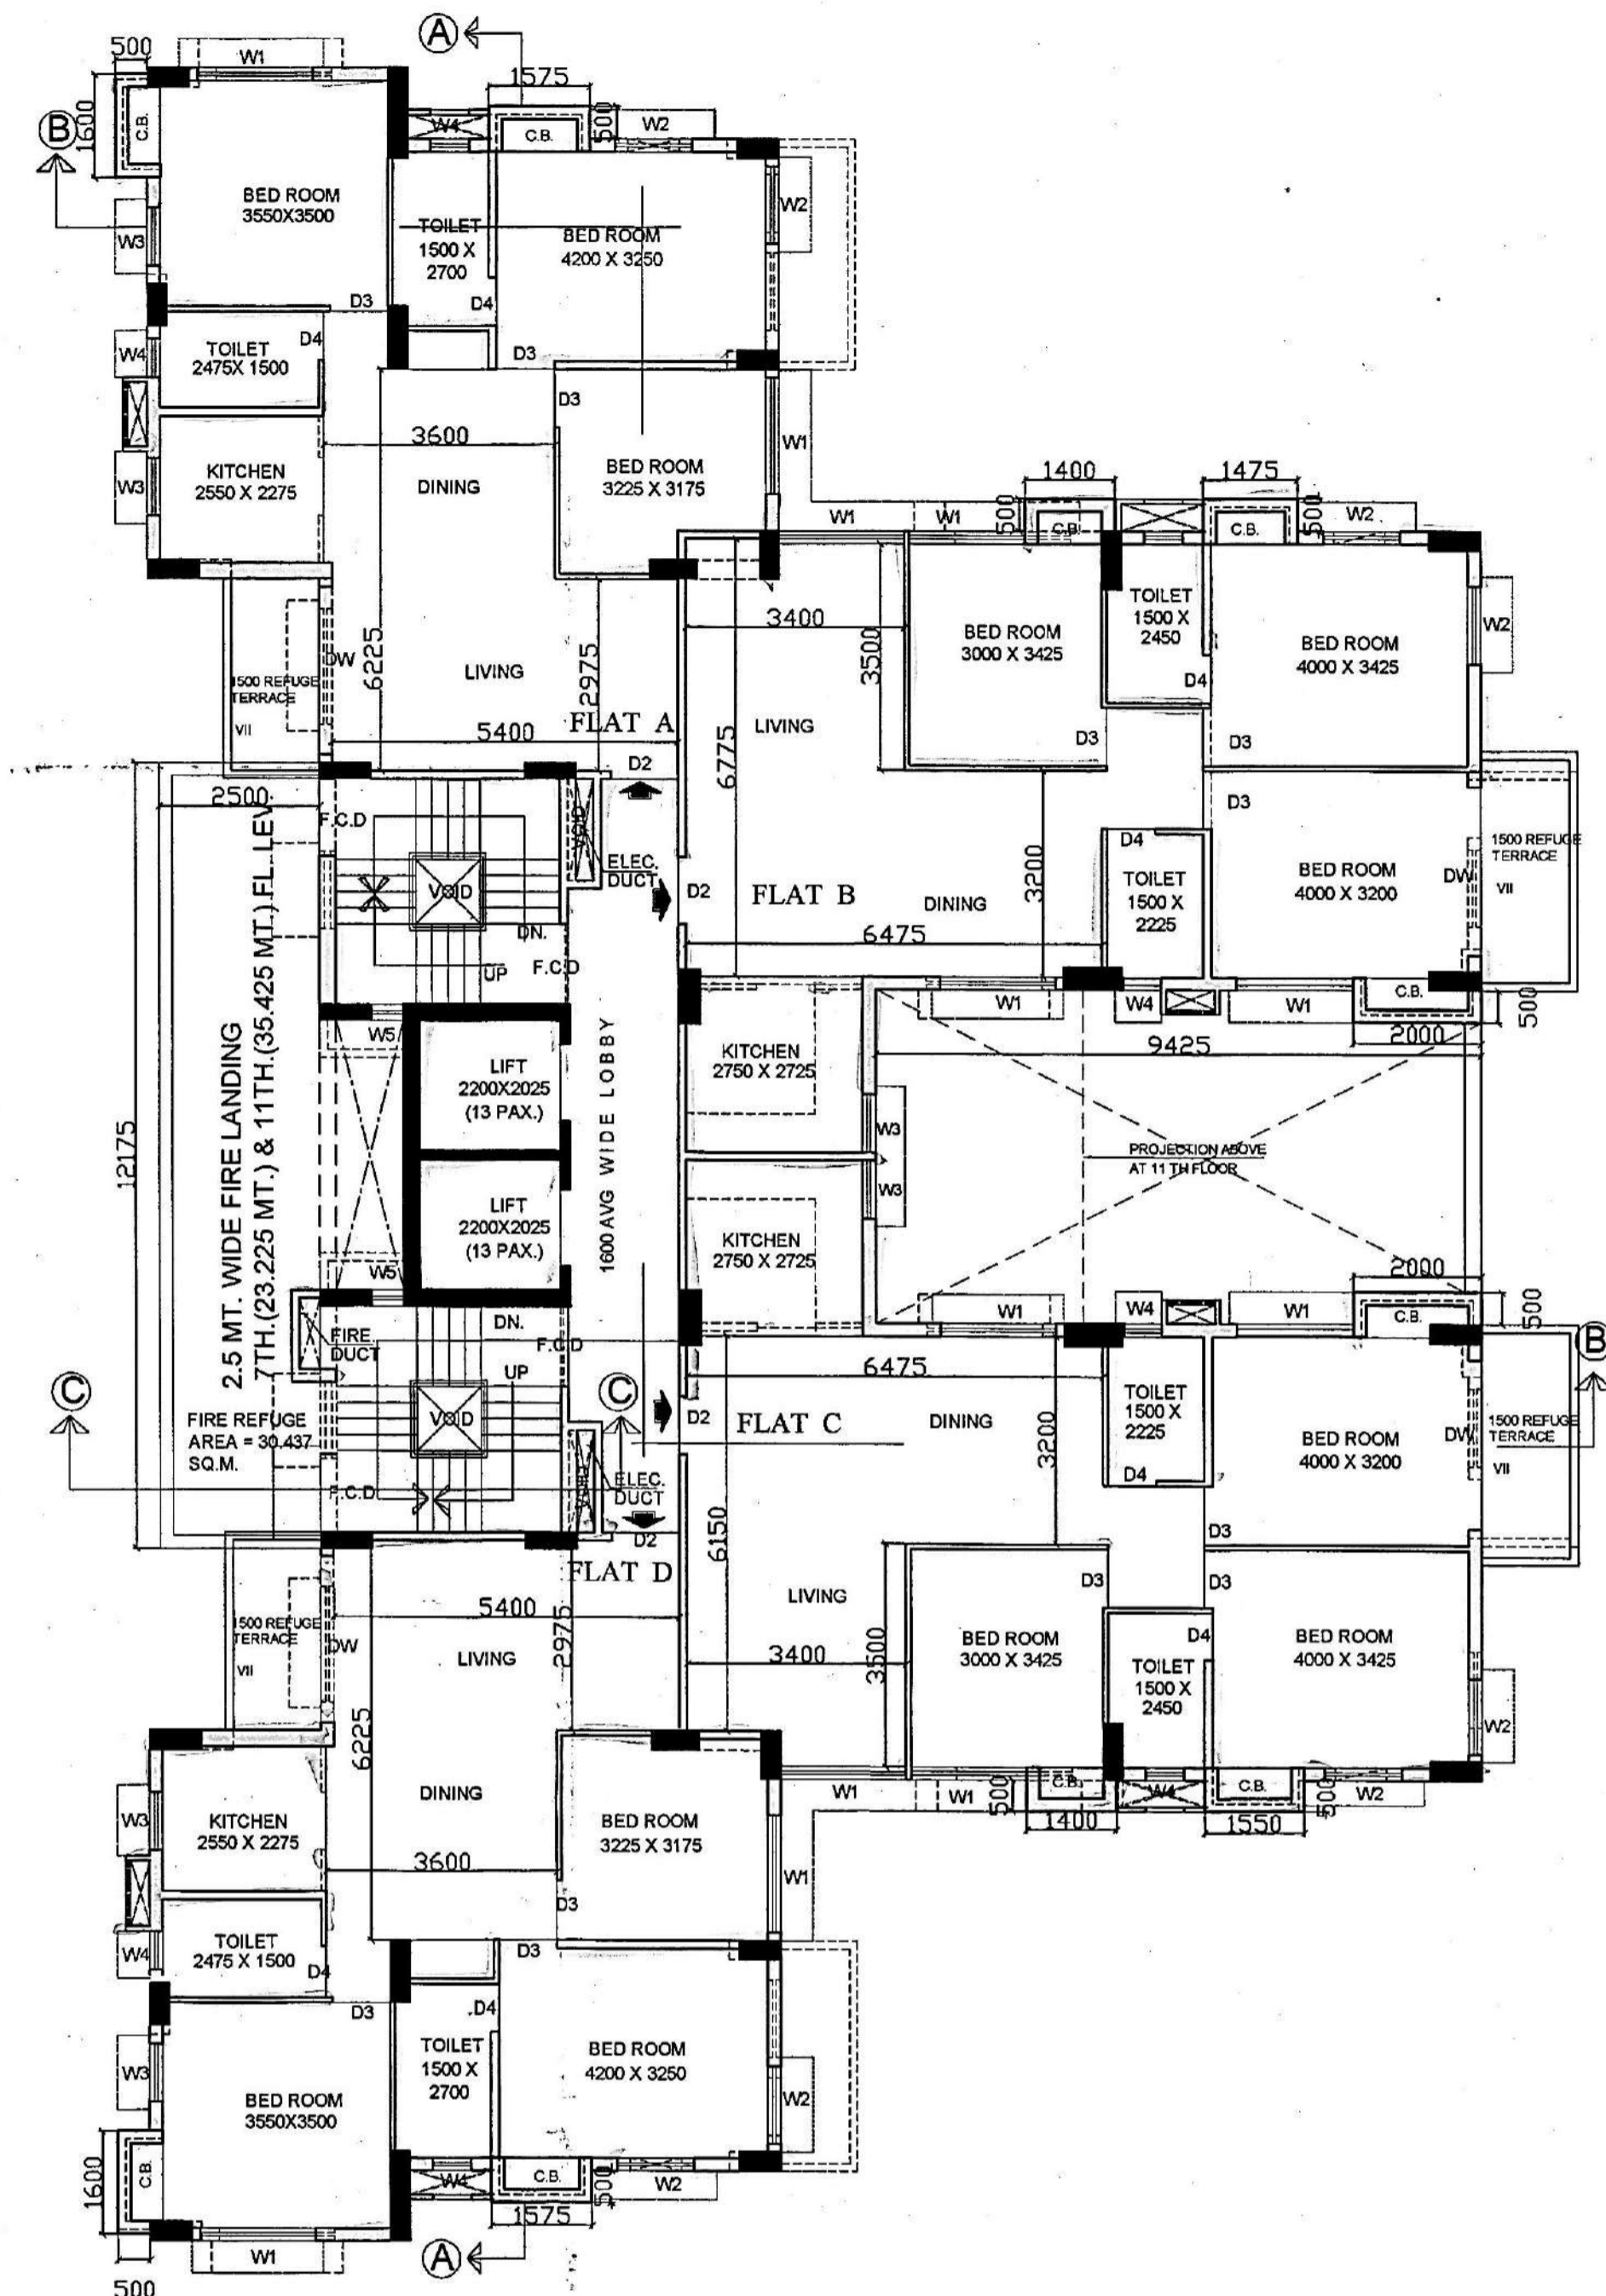 A
500
W1
1575
B
1600
C.B.
W4
C.B.
500
W2
BED ROOM
3550X3500
W2
W3
TOILET
1500 X
2700
BED ROOM
4200 X 3250
D3
D4
W4
TOILET
2475X 1500
D4
D3
D3
3600
W1
KITCHEN
2550 X 2275
W3
DINING
BED ROOM
3225 X 3175
1400
1475
W1
W1
500
C.B.
C.B.
500
W2
3400
TOILET
1500 X
2450
W2
BED ROOM
3000 X 3425
BED ROOM
4000 X 3425
3500
DW
6225
LIVING
2975
1500 REFUGE
TERRACE
VII
D4
FLAT A
5400
LIVING
6775
D3
D3
D2
2500
F.C.D
VOID
D3
D4
1500 REFUGE
TERRACE
VII
ELEC.
DUCT
VOID
D2
FLAT B
DINING
3200
TOILET
1500 X
2225
BED ROOM
4000 X 3200
DW
DN.
6475
UP
F.C.D
W1
W4
W1
C.B.
500
2000
W5
LIFT
2200X2025
(13 PAX.)
KITCHEN
2750 X 2725
9425
2.5 MT. WIDE FIRE LANDING
7TH.(23.225 MT.) & 11TH.(35.425 MT.) FL. LEV
12175
1600 AVG WIDE LOBBY
W3
PROJECTION ABOVE
AT 11 TH FLOOR
W3
LIFT
2200X2025
(13 PAX.)
KITCHEN
2750 X 2725
W5
2000
W1
W4
W1
C.B.
500
DN.
FIRE
DUCT
F.C.D
UP
6475
B
C
C
VOID
FIRE REFUGE
AREA = 30.437
SQ.M.
D2
FLAT C
DINING
3200
TOILET
1500 X
2225
BED ROOM
4000 X 3200
DW
1500 REFUGE
TERRACE
VII
D4
F.C.D
ELEC.
DUCT
D2
6150
D3
FLAT D
D3
D3
5400
LIVING
1500 REFUGE
TERRACE
VII
DW
LIVING
2975
3400
3500
BED ROOM
3000 X 3425
D4
TOILET
1500 X
2450
BED ROOM
4000 X 3425
W2
6225
W1
W1
500
C.B.
W4
C.B.
500
W2
1400
1550
W3
KITCHEN
2550 X 2275
DINING
BED ROOM
3225 X 3175
3600
W1
D3
TOILET
2475 X 1500
W4
D4
D3
D3
D4
W3
TOILET
1500 X
2700
BED ROOM
4200 X 3250
W2
BED ROOM
3550X3500
1600
C.B.
W4
C.B.
500
W2
1575
W1
A
500